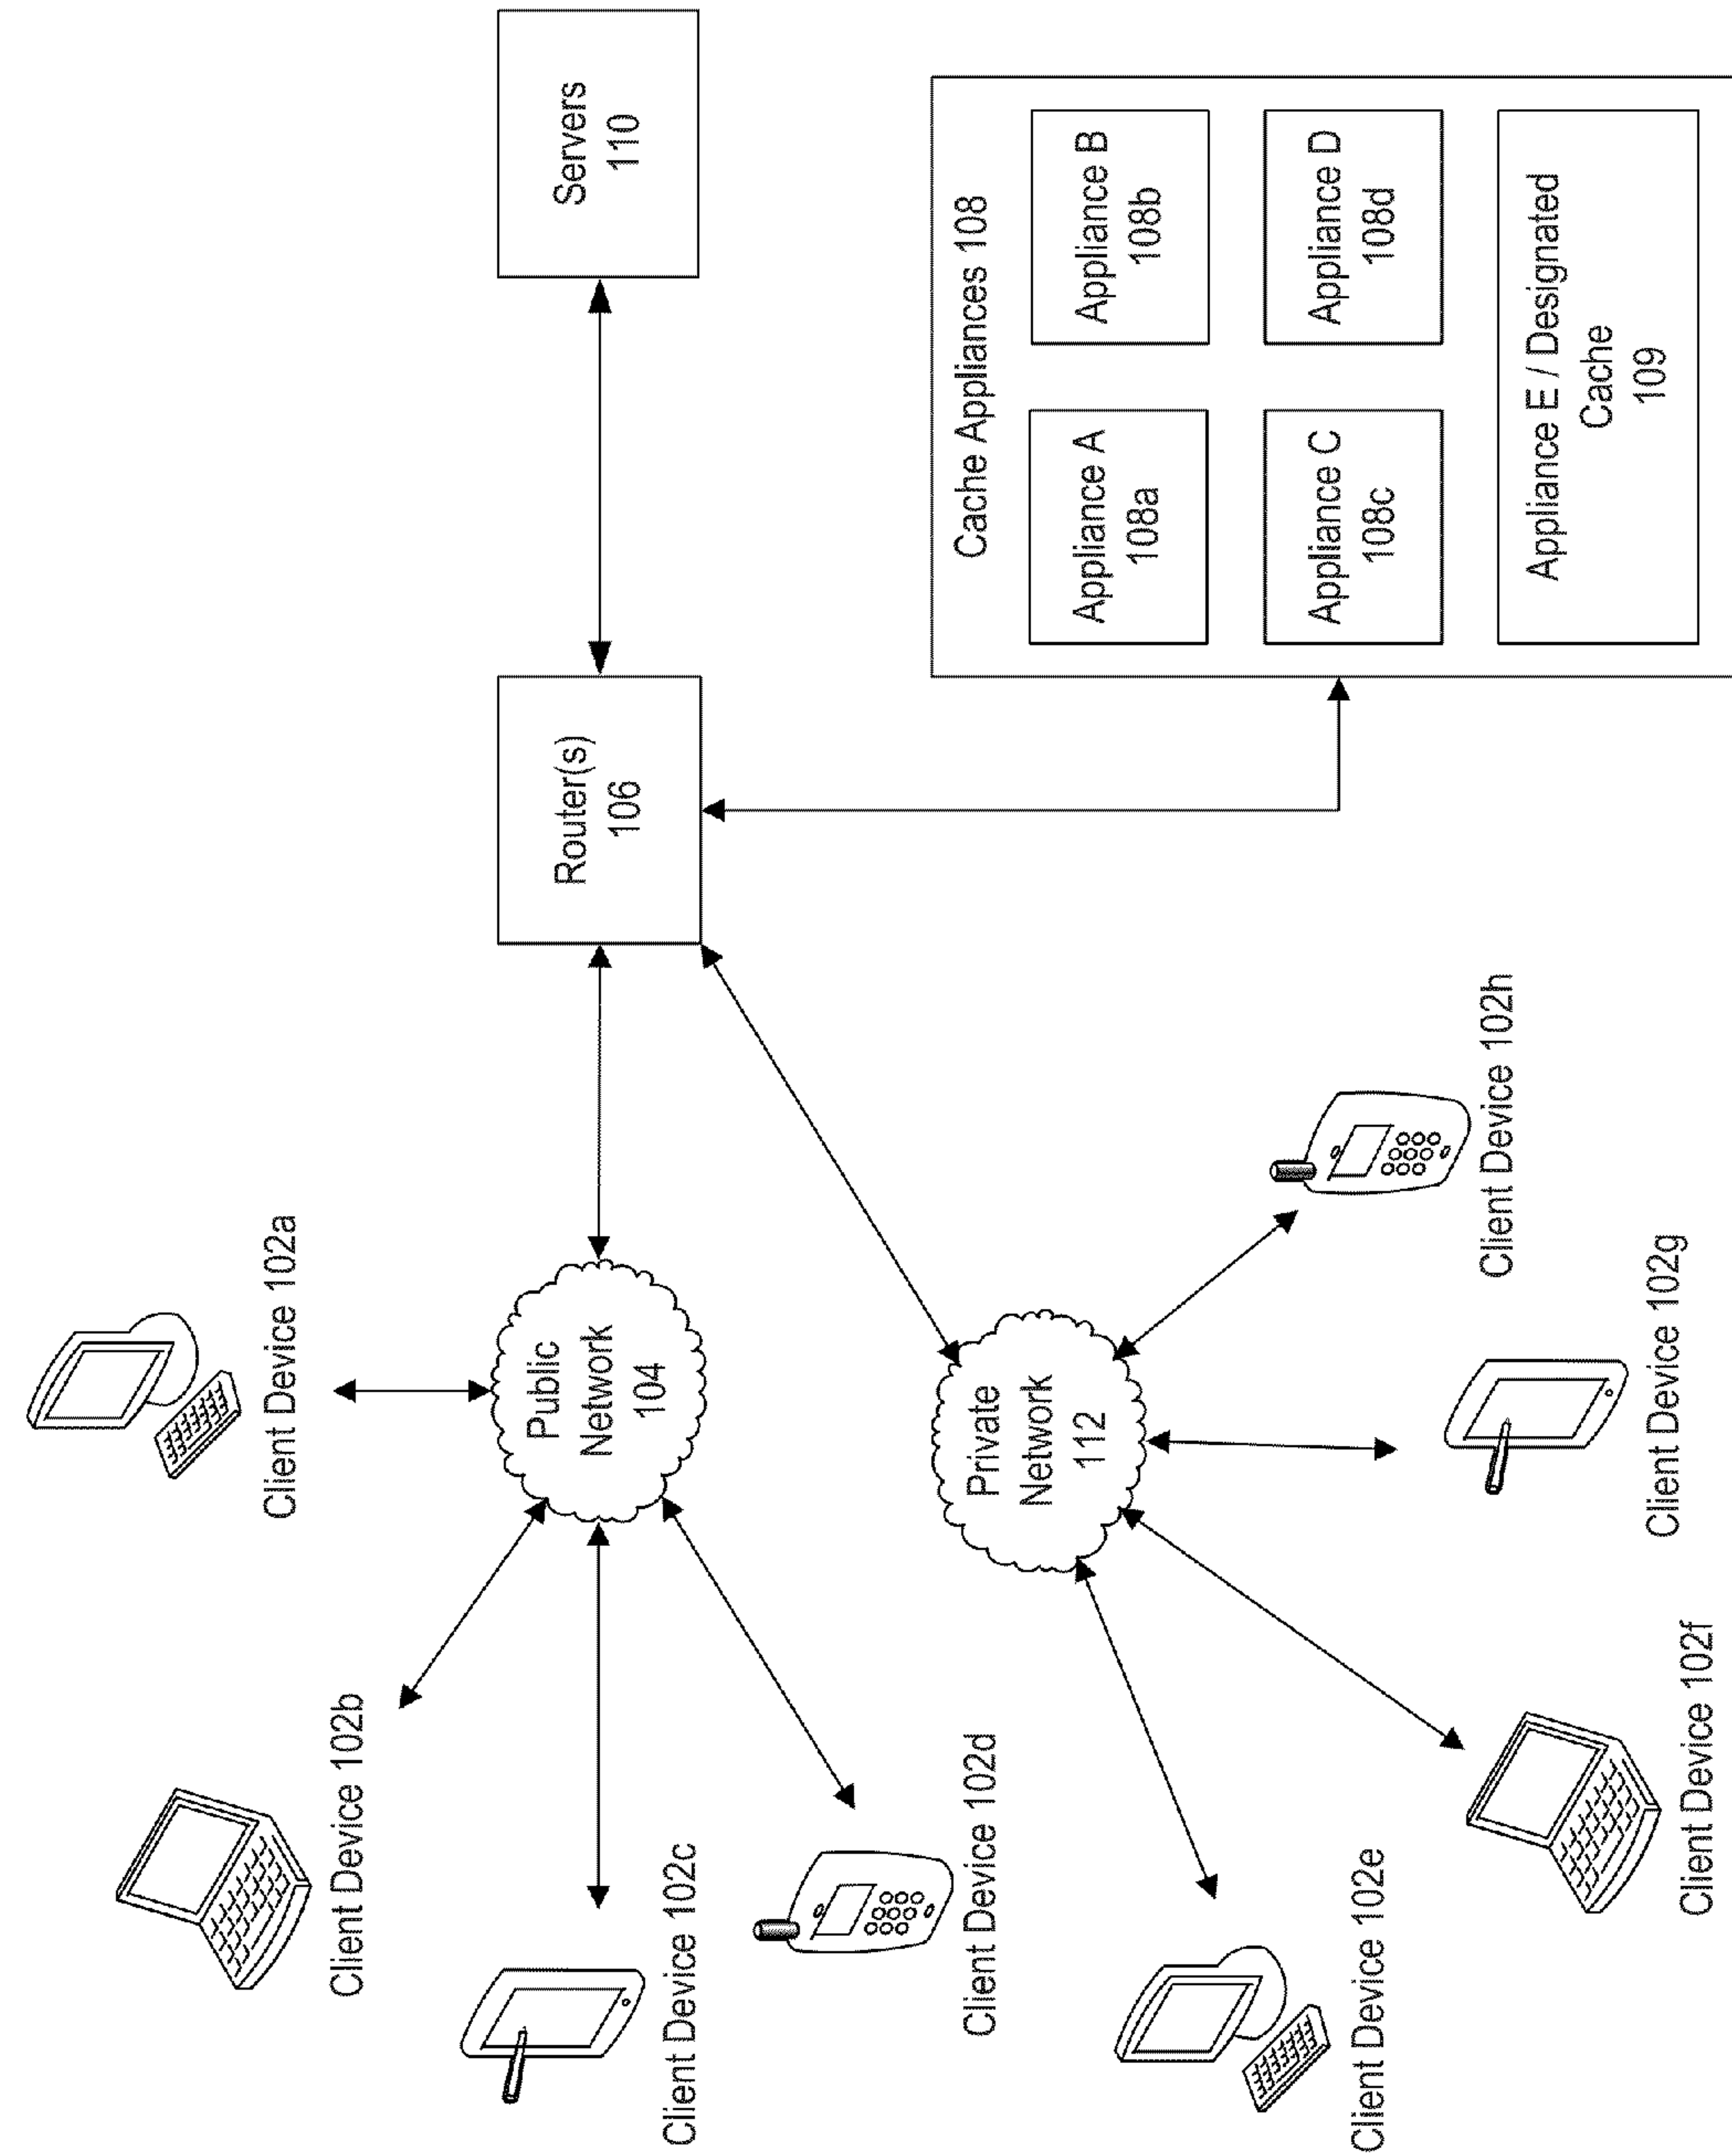 Client Device 102a
Client Device 102b
Client Device 102c
Client Device 102d
Public
Network
104
Router(s)
106
Servers
110
Private
Network
112
Client Device 102e
Client Device 102f
Client Device 102g
Client Device 102h
Cache Appliances 108
Appliance A
108a
Appliance B
108b
Appliance C
108c
Appliance D
108d
Appliance E / Designated
Cache
109